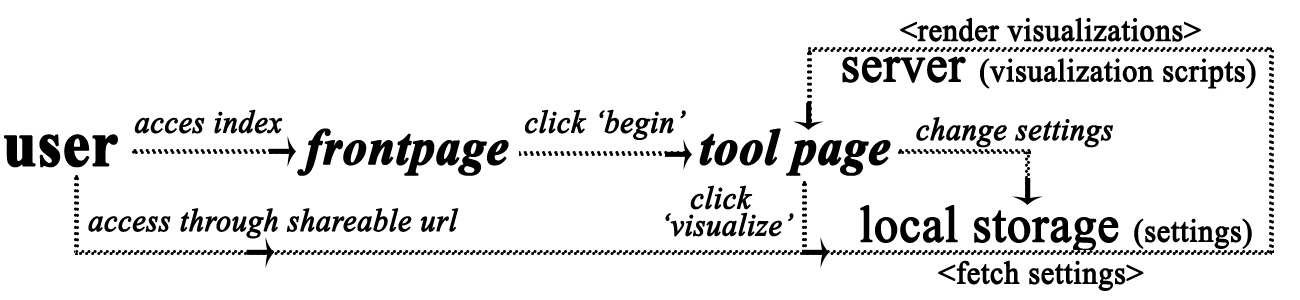 <render visualizations>
server (visualization scripts)
user
acces index
frontpage
click ‘begin’
tool page
change settings
access through shareable url
click
‘visualize’
local storage (settings)
<fetch settings>